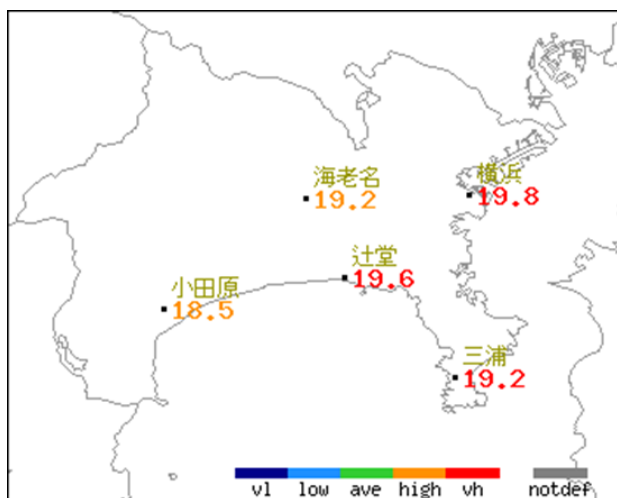 海老名
19.2
横浜
19.8
辻堂
19.6
小田原
18.5
三浦
19.2
vl low ave high vh notdef